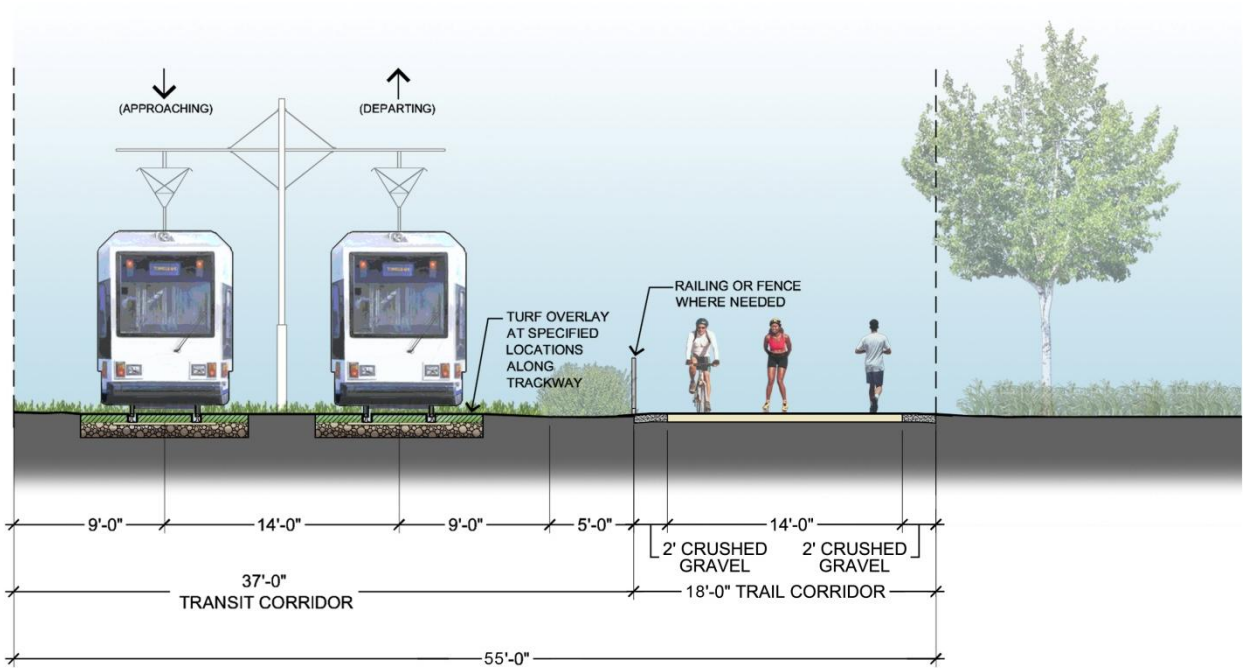 (APPROACHING)
(DEPARTING)
RAILING OR FENCE
WHERE NEEDED
TURF OVERLAY
AT SPECIFIED
LOCATIONS
ALONG
TRACKWAY
9'-0"
14'-0"
9'-0"
5'-0"
14'-0"
2' CRUSHED
GRAVEL
2' CRUSHED
GRAVEL
37'-0"
TRANSIT CORRIDOR
18'-0" TRAIL CORRIDOR
55'-0"